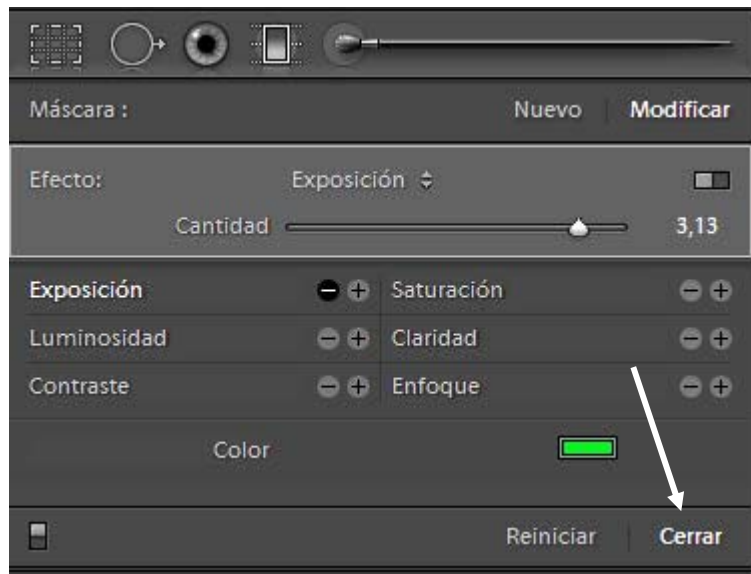 Máscara : Nuevo Modificar
Efecto: Exposición
Cantidad 3,13
Exposición Saturación
Luminosidad Claridad
Contraste Enfoque
Color
Reiniciar Cerrar